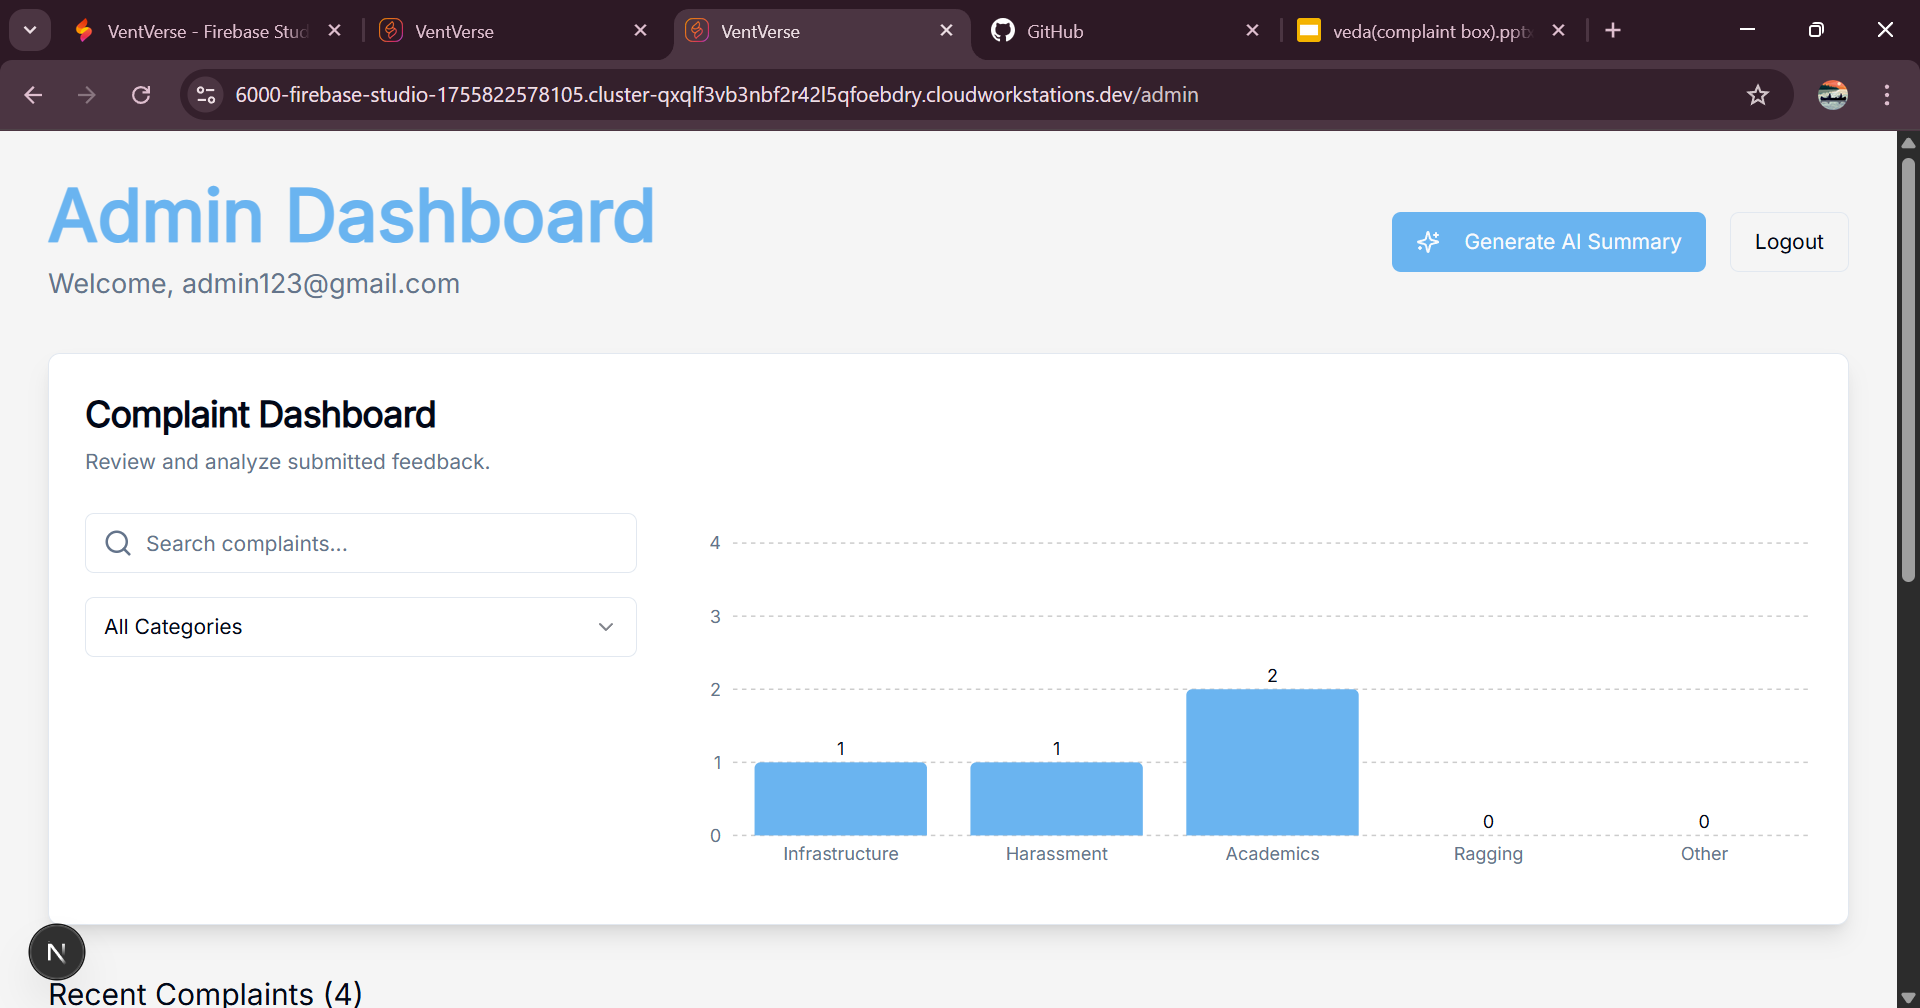 VentVerse - Firebase Stud
VentVerse
VentVerse
GitHub
veda(complaint box).pptx
6000-firebase-studio-1755822578105.cluster-qxqlf3vb3nbf2r42l5qfoebdry.cloudworkstations.dev/admin
Admin Dashboard
Welcome, admin123@gmail.com
Generate AI Summary
Logout
Complaint Dashboard
Review and analyze submitted feedback.
Search complaints...
All Categories
4
3
2
1
0
1
1
2
0
0
Infrastructure
Harassment
Academics
Ragging
Other
N
Recent Complaints (4)